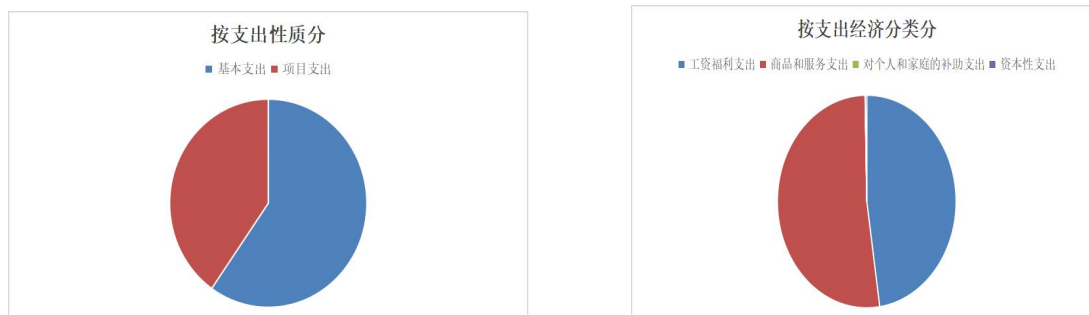 按支出性质分
基本支出 项目支出
按支出经济分类分
工资福利支出 商品和服务支出 对个人和家庭的补助支出 资本性支出